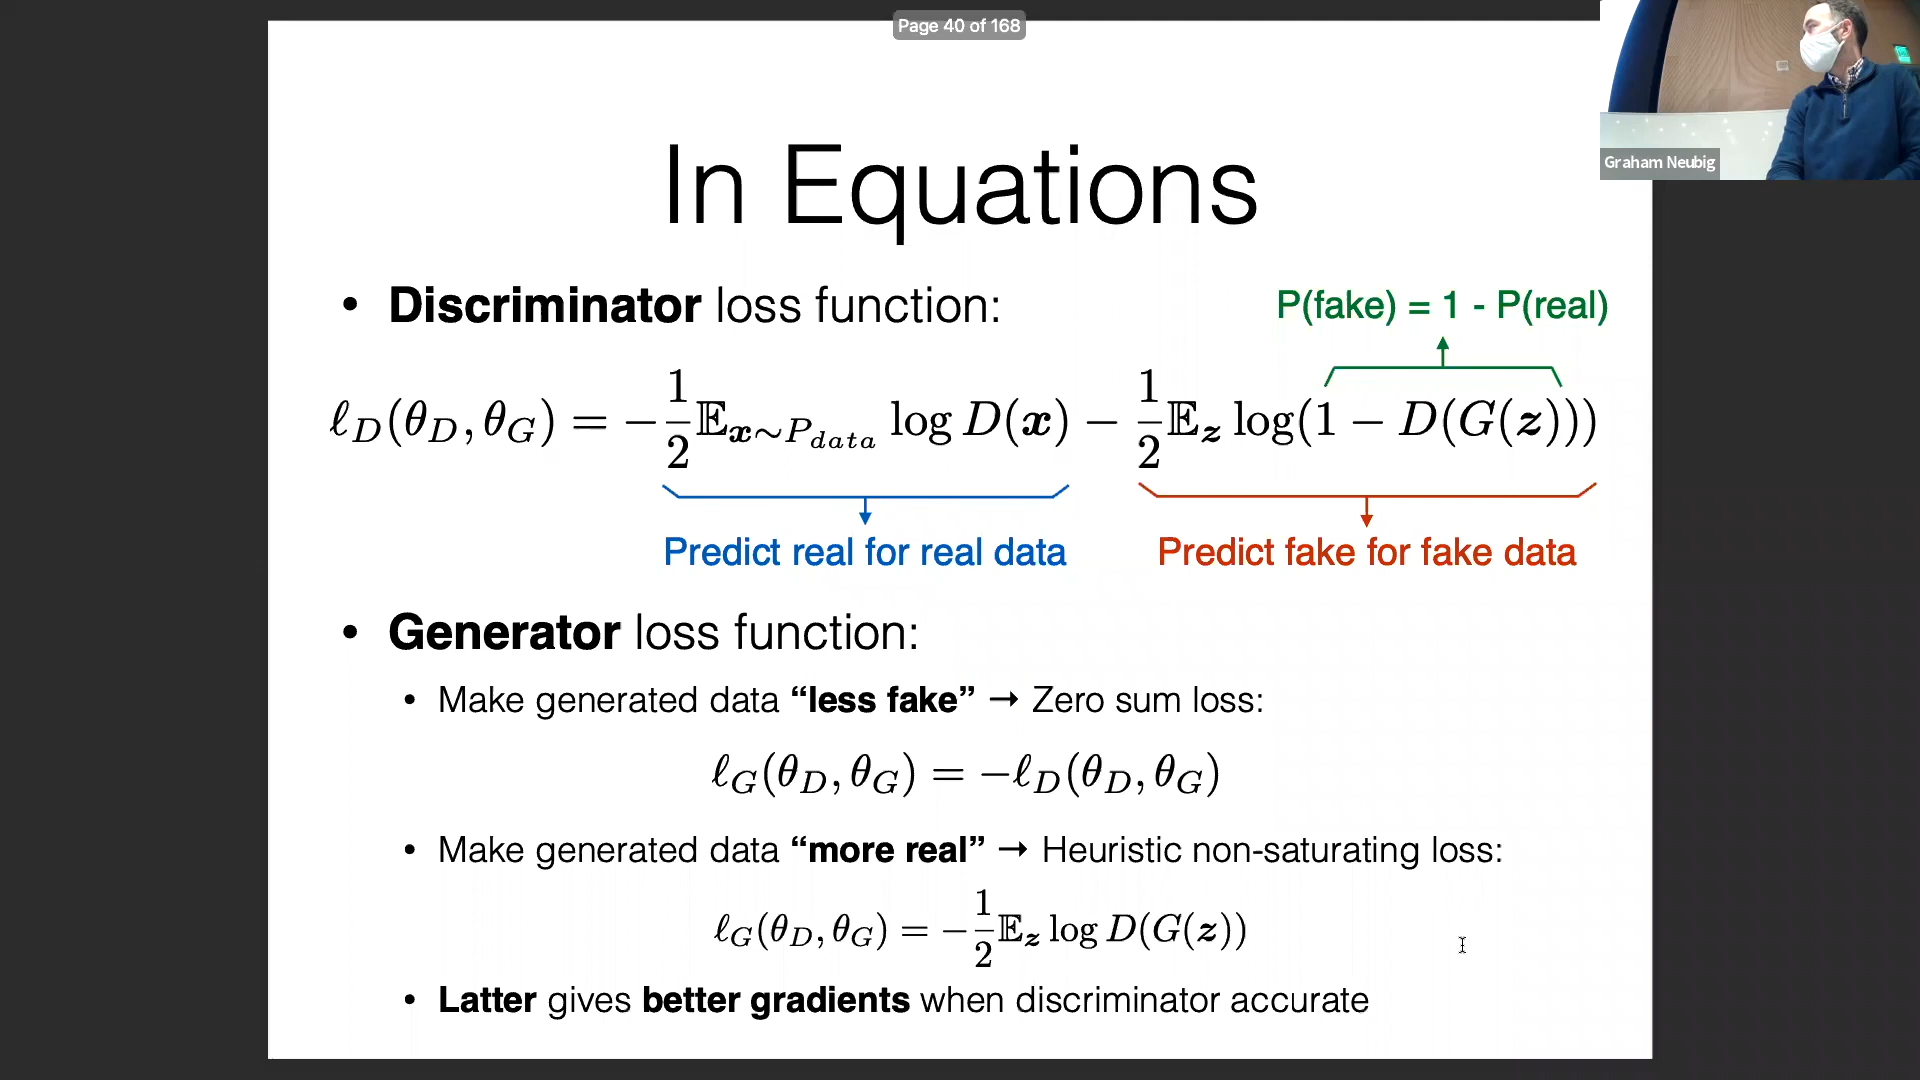 Page 40 of 168
Graham Neubig
In Equations
• Discriminator loss function:
P(fake) = 1 - P(real)
ℓ_D(θ_D, θ_G) = −1/2 𝔼_{x∼P_data} log D(x) − 1/2 𝔼_z log(1 − D(G(z)))
Predict real for real data
Predict fake for fake data
• Generator loss function:
• Make generated data “less fake” → Zero sum loss:
ℓ_G(θ_D, θ_G) = −ℓ_D(θ_D, θ_G)
• Make generated data “more real” → Heuristic non-saturating loss:
ℓ_G(θ_D, θ_G) = −1/2 𝔼_z log D(G(z))
• Latter gives better gradients when discriminator accurate